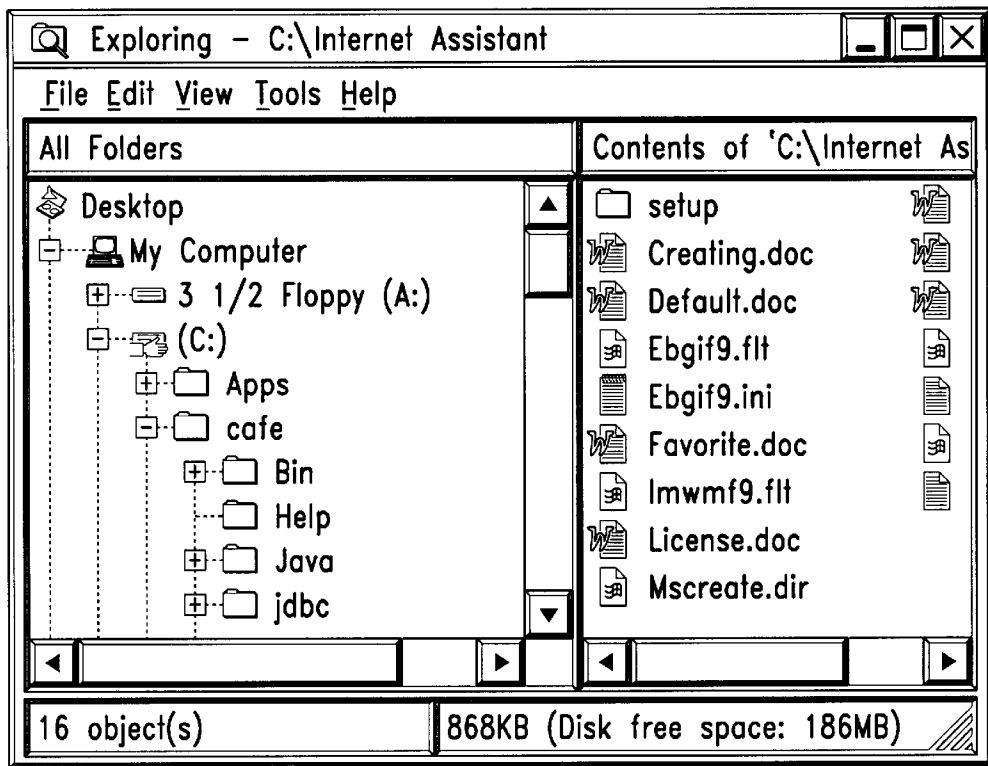 Exploring – C:\Internet Assistant
File Edit View Tools Help
All Folders
Contents of 'C:\Internet As
Desktop
My Computer
3 1/2 Floppy (A:)
(C:)
Apps
cafe
Bin
Help
Java
jdbc
setup
Creating.doc
Default.doc
Ebgif9.flt
Ebgif9.ini
Favorite.doc
Imwmf9.flt
License.doc
Mscreate.dir
16 object(s)
868KB (Disk free space: 186MB)